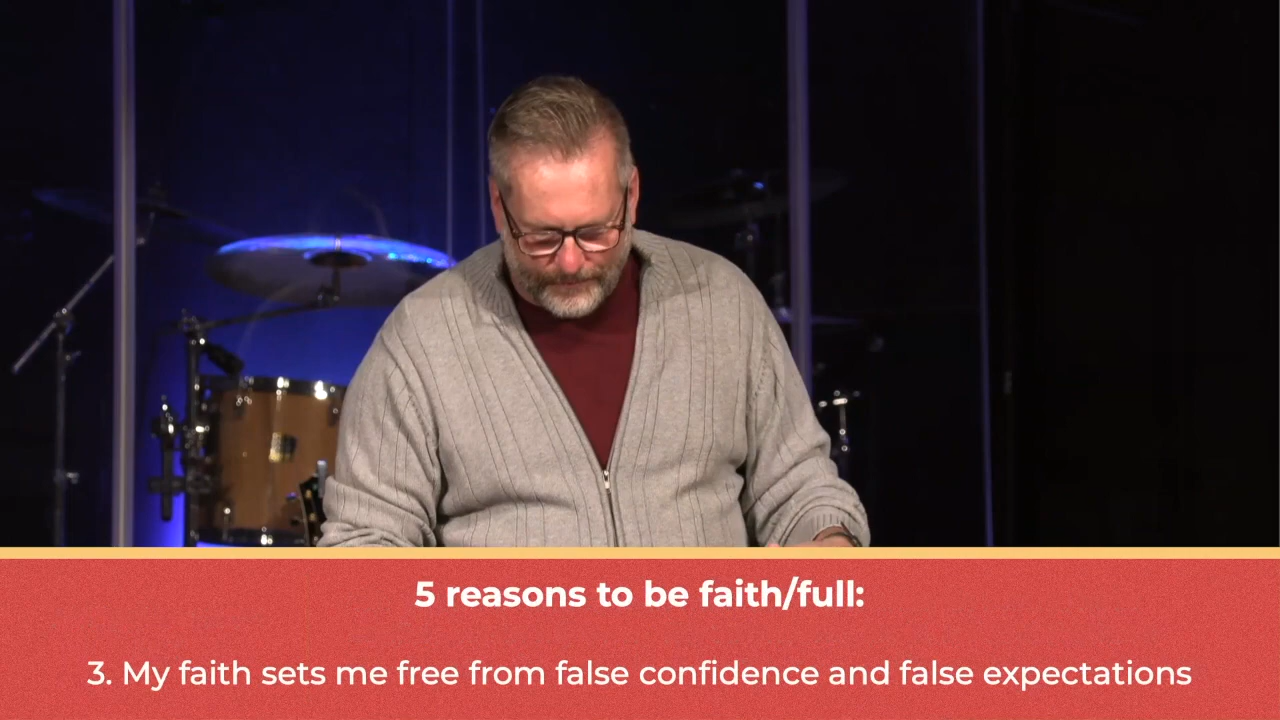 5 reasons to be faith/full:
3. My faith sets me free from false confidence and false expectations